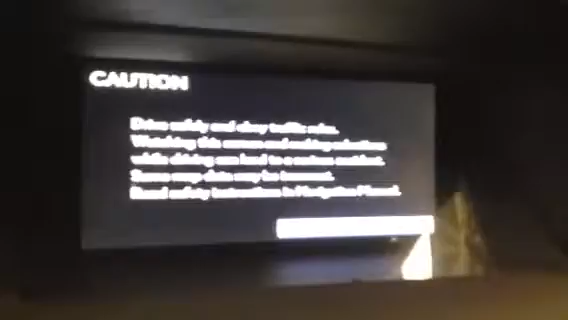 CAUTION
Drive safely and obey traffic rules.
Watching this screen and making selections
while driving can lead to a serious accident.
Some map data may be incorrect.
Read safety instructions in Navigation Manual.